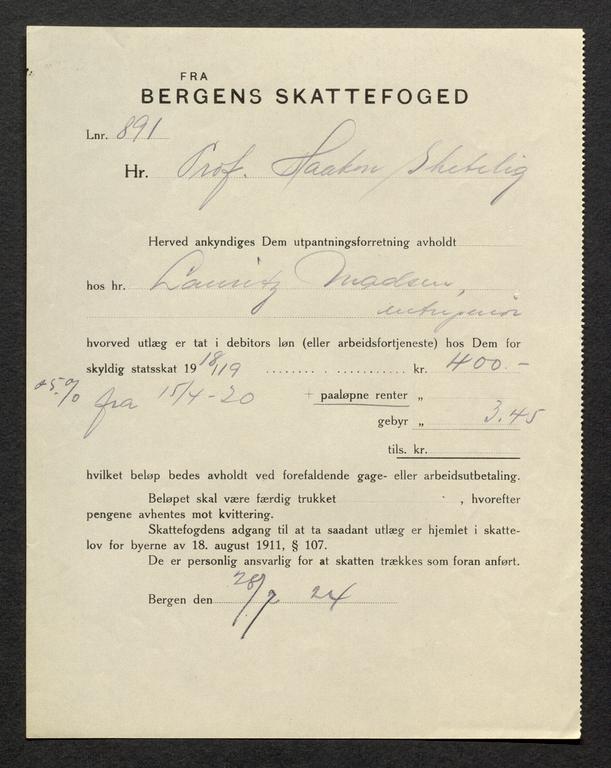 FRA
BERGENS SKATTEFOGED
Lnr. 891
Hr. Prof. Haakon Shetelig
Herved ankyndiges Dem utpantningsforretning avholdt
hos hr. Lauritz Madsen,
hvorved utlæg er tat i debitors løn (eller arbeidsfortjeneste) hos Dem for
skyldig statsskat 19 18/19 kr. 400.-
fra 15/4-20 + paaløpne renter „
gebyr „ 3.45
tils. kr.
hvilket beløp bedes avholdt ved forefaldende gage- eller arbeidsutbetaling.
Beløpet skal være færdig trukket , hvorefter
pengene avhentes mot kvittering.
Skattefogdens adgang til at ta saadant utlæg er hjemlet i skatte-
lov for byerne av 18. august 1911, § 107.
De er personlig ansvarlig for at skatten trækkes som foran anført.
Bergen den 28/7 24